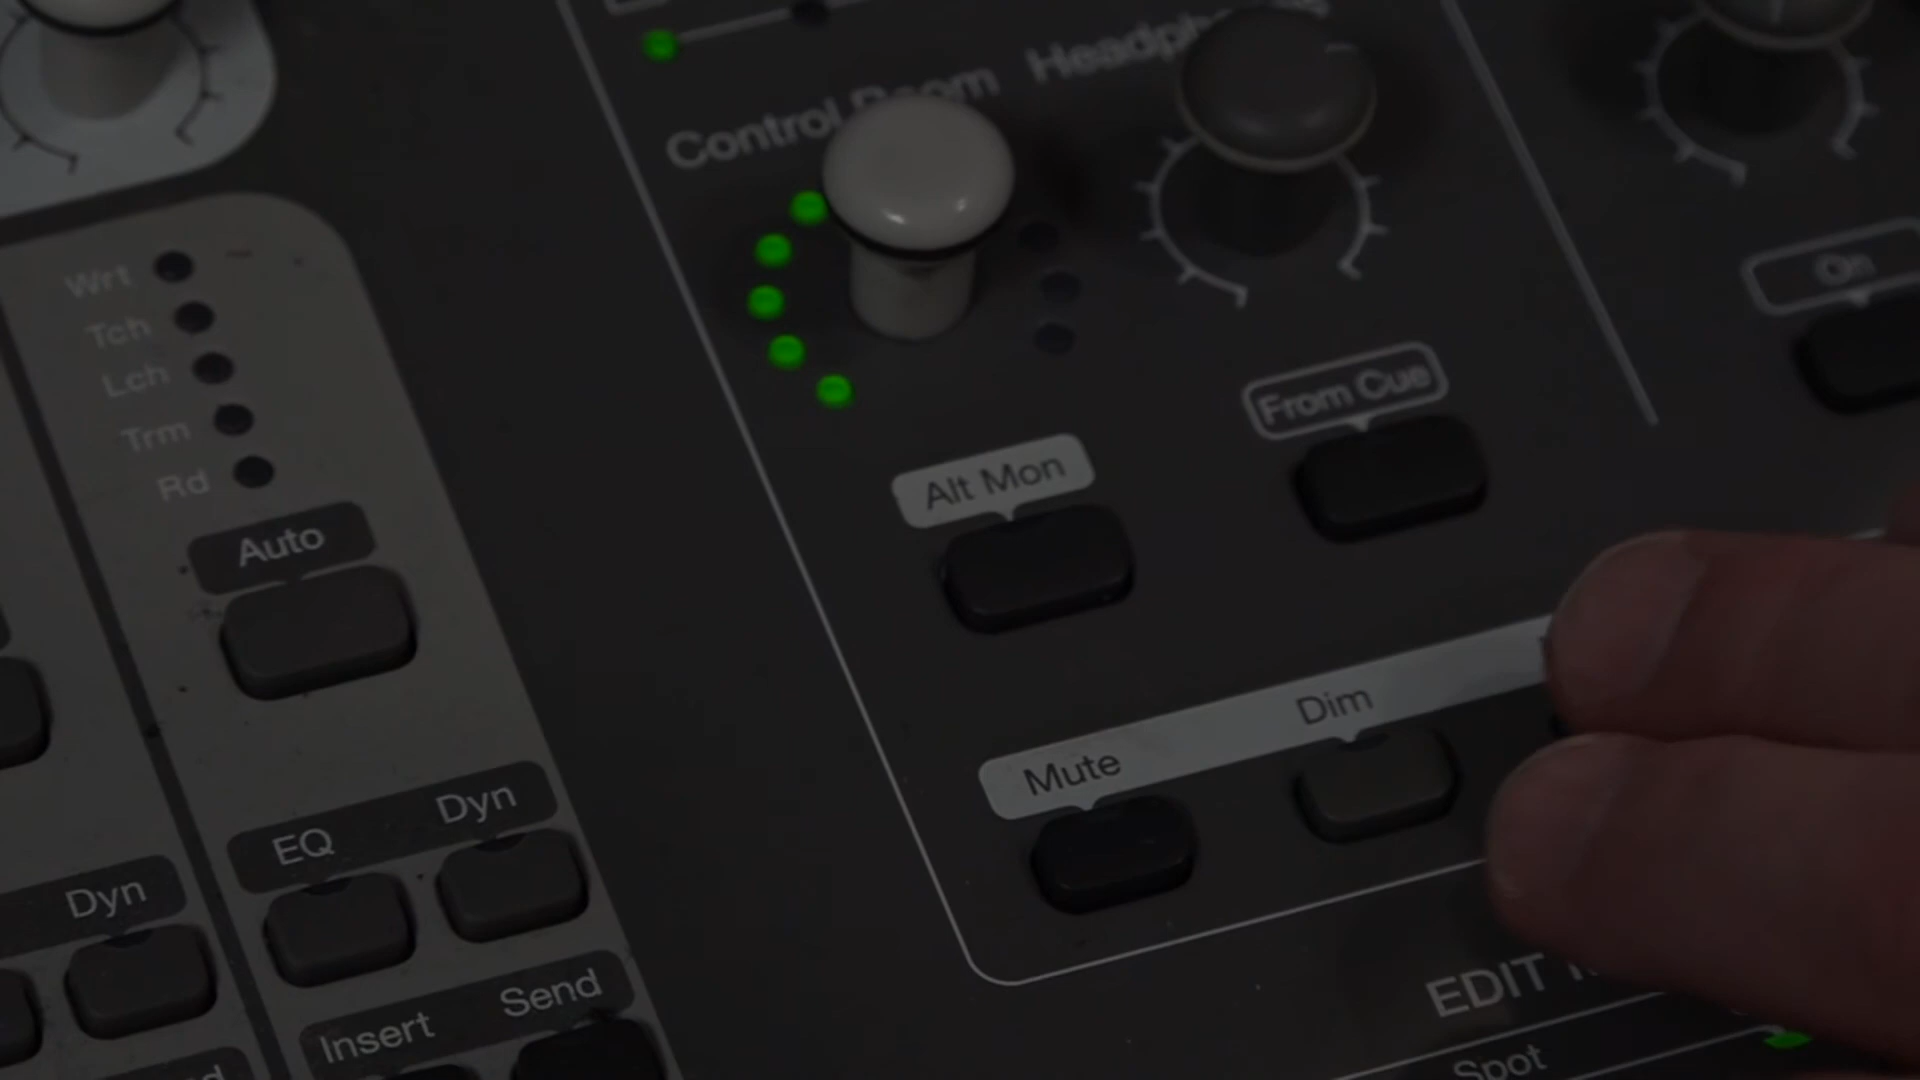 Control Room Headphones
Wrt
Tch
Lch
Trm
Rd
Auto
On
From Cue
Alt Mon
Mute Dim
EQ Dyn
Dyn
Insert Send
EDIT
Spot